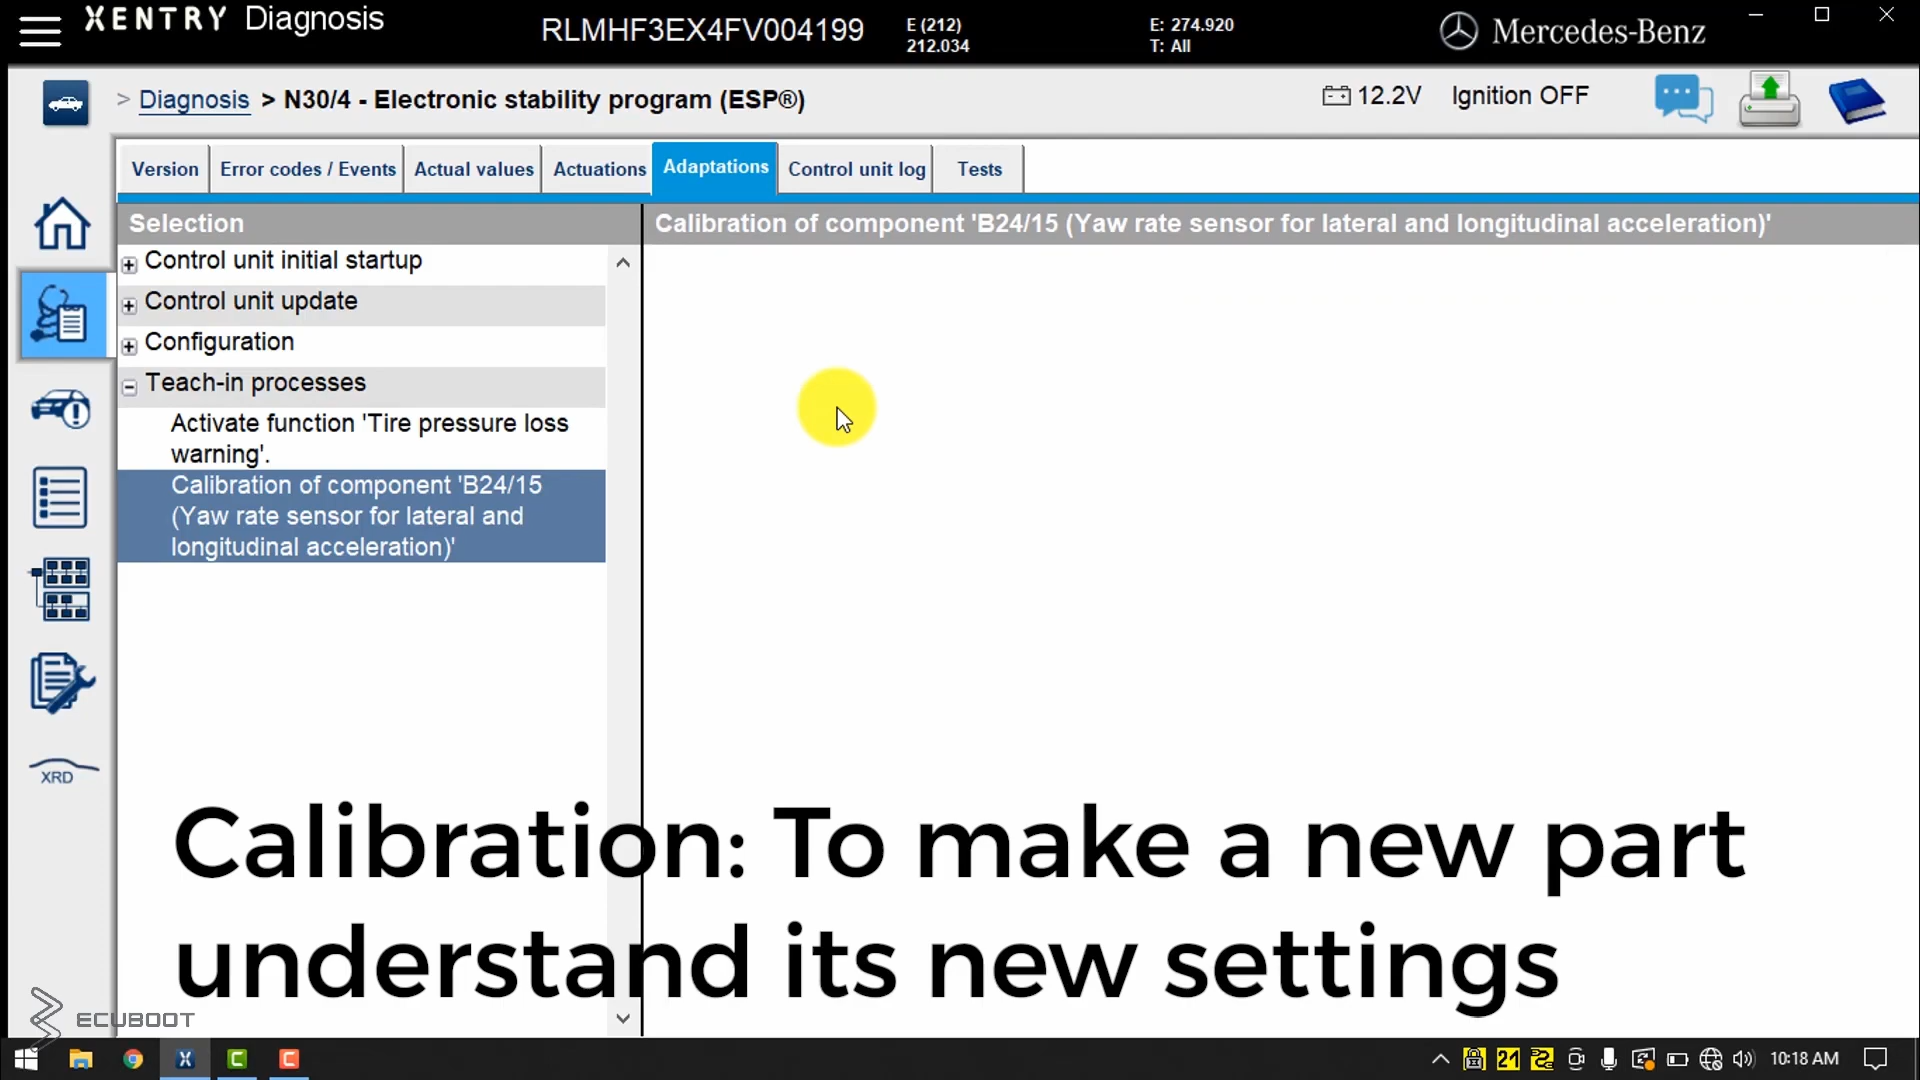 XENTRY Diagnosis
RLMHF3EX4FV004199
E (212)
212.034
E: 274.920
T: All
Mercedes-Benz
> Diagnosis > N30/4 - Electronic stability program (ESP®)
12.2V
Ignition OFF
Version
Error codes / Events
Actual values
Actuations
Adaptations
Control unit log
Tests
Selection
Calibration of component 'B24/15 (Yaw rate sensor for lateral and longitudinal acceleration)'
Control unit initial startup
Control unit update
Configuration
Teach-in processes
Activate function 'Tire pressure loss
warning'.
Calibration of component 'B24/15
(Yaw rate sensor for lateral and
longitudinal acceleration)'
XRD
Calibration: To make a new part
understand its new settings
ECUBOOT
21
10:18 AM